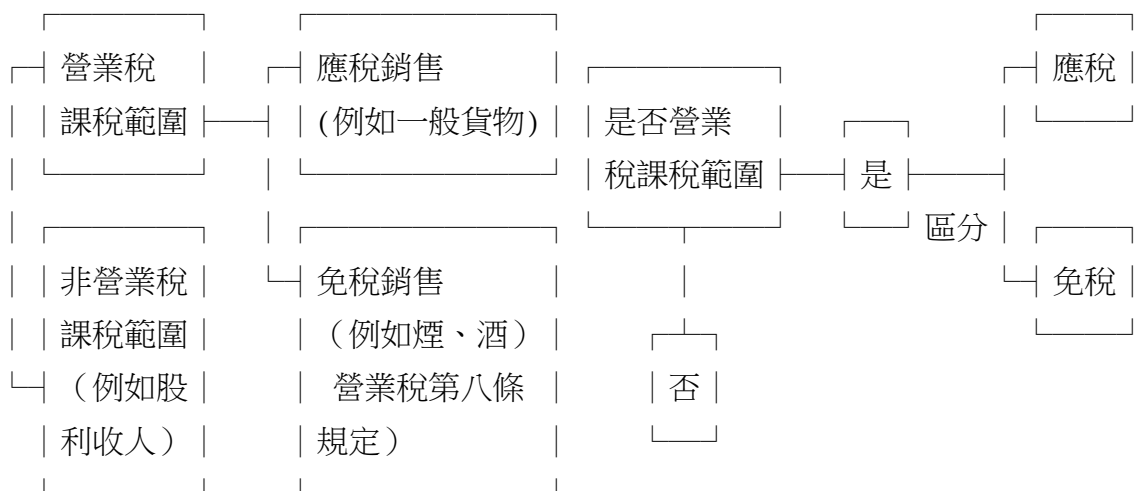 營業稅
課稅範圍
非營業稅
課稅範圍
（例如股
利收人）
應稅銷售
(例如一般貨物)
免稅銷售
（例如煙、酒）
營業稅第八條
規定）
是否營業
稅課稅範圍
否
是
區分
應稅
免稅